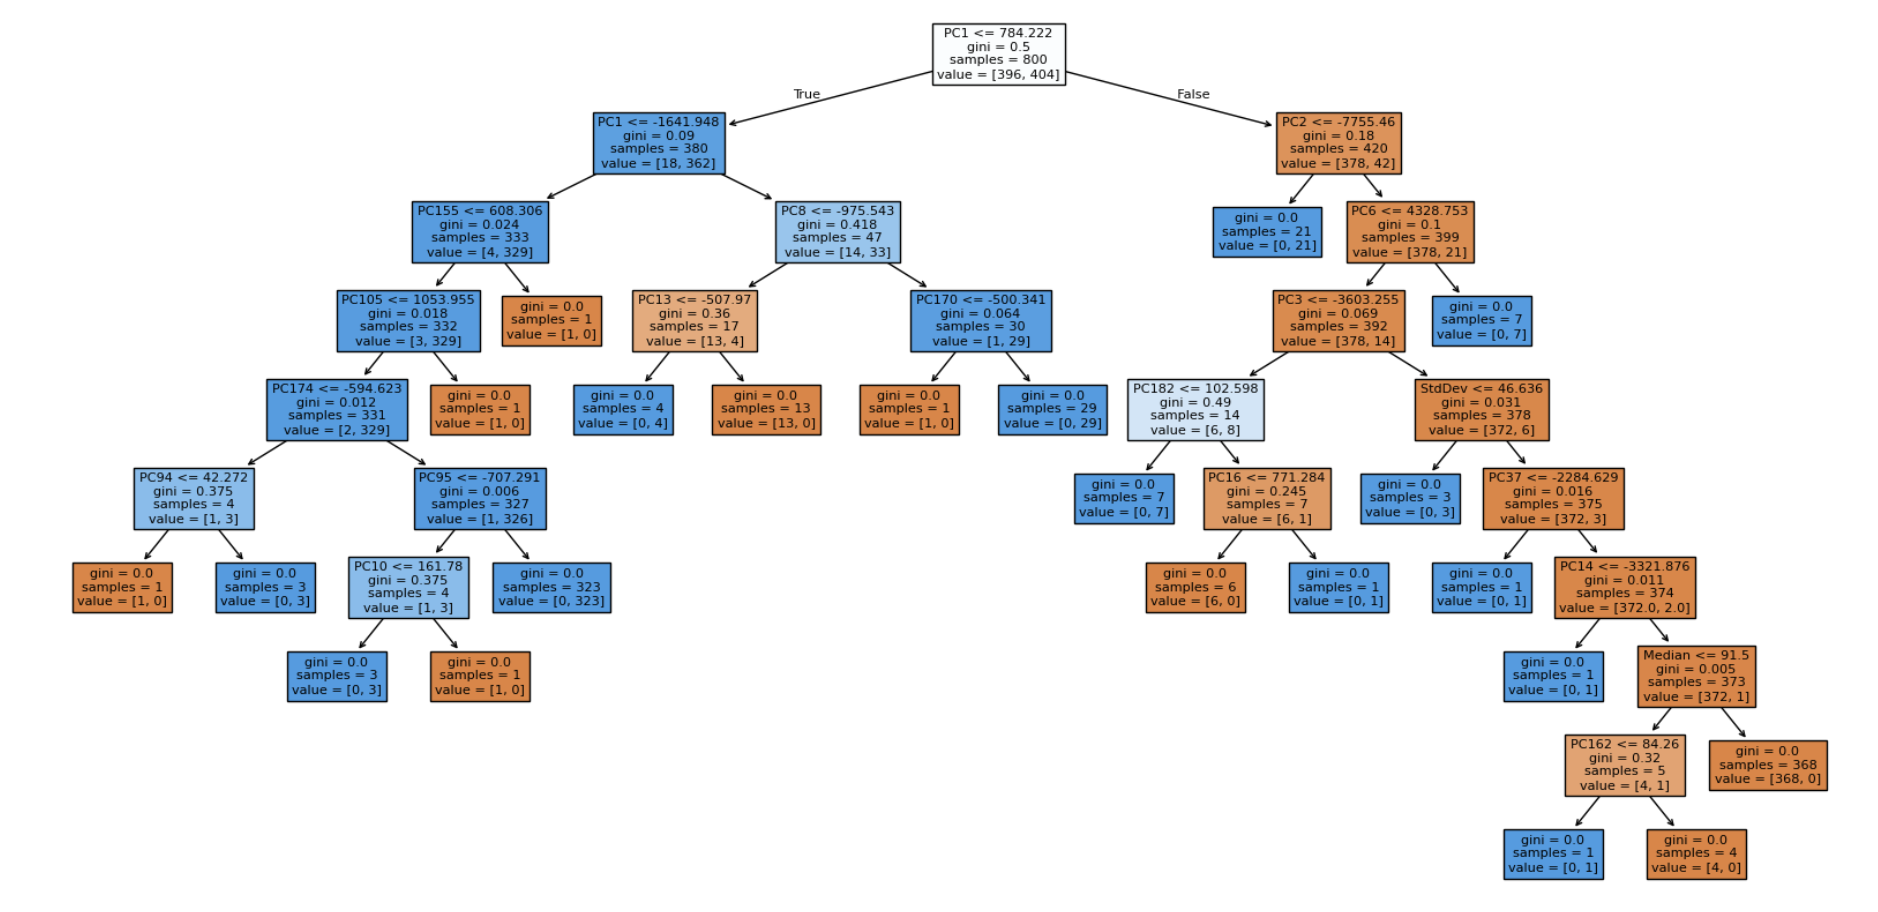 PC1 <= 784.222
gini = 0.5
samples = 800
value = [396, 404]
True
False
PC1 <= -1641.948
gini = 0.09
samples = 380
value = [18, 362]
PC2 <= -7755.46
gini = 0.18
samples = 420
value = [378, 42]
PC155 <= 608.306
gini = 0.024
samples = 333
value = [4, 329]
PC8 <= -975.543
gini = 0.418
samples = 47
value = [14, 33]
gini = 0.0
samples = 21
value = [0, 21]
PC6 <= 4328.753
gini = 0.1
samples = 399
value = [378, 21]
PC105 <= 1053.955
gini = 0.018
samples = 332
value = [3, 329]
gini = 0.0
samples = 1
value = [1, 0]
PC13 <= -507.97
gini = 0.36
samples = 17
value = [13, 4]
PC170 <= -500.341
gini = 0.064
samples = 30
value = [1, 29]
PC3 <= -3603.255
gini = 0.069
samples = 392
value = [378, 14]
gini = 0.0
samples = 7
value = [0, 7]
PC174 <= -594.623
gini = 0.012
samples = 331
value = [2, 329]
gini = 0.0
samples = 1
value = [1, 0]
gini = 0.0
samples = 4
value = [0, 4]
gini = 0.0
samples = 13
value = [13, 0]
gini = 0.0
samples = 1
value = [1, 0]
gini = 0.0
samples = 29
value = [0, 29]
PC182 <= 102.598
gini = 0.49
samples = 14
value = [6, 8]
StdDev <= 46.636
gini = 0.031
samples = 378
value = [372, 6]
PC94 <= 42.272
gini = 0.375
samples = 4
value = [1, 3]
PC95 <= -707.291
gini = 0.006
samples = 327
value = [1, 326]
gini = 0.0
samples = 7
value = [0, 7]
PC16 <= 771.284
gini = 0.245
samples = 7
value = [6, 1]
gini = 0.0
samples = 3
value = [0, 3]
PC37 <= -2284.629
gini = 0.016
samples = 375
value = [372, 3]
gini = 0.0
samples = 1
value = [1, 0]
gini = 0.0
samples = 3
value = [0, 3]
PC10 <= 161.78
gini = 0.375
samples = 4
value = [1, 3]
gini = 0.0
samples = 323
value = [0, 323]
gini = 0.0
samples = 6
value = [6, 0]
gini = 0.0
samples = 1
value = [0, 1]
gini = 0.0
samples = 1
value = [0, 1]
PC14 <= -3321.876
gini = 0.011
samples = 374
value = [372.0, 2.0]
gini = 0.0
samples = 3
value = [0, 3]
gini = 0.0
samples = 1
value = [1, 0]
gini = 0.0
samples = 1
value = [0, 1]
Median <= 91.5
gini = 0.005
samples = 373
value = [372, 1]
PC162 <= 84.26
gini = 0.32
samples = 5
value = [4, 1]
gini = 0.0
samples = 368
value = [368, 0]
gini = 0.0
samples = 1
value = [0, 1]
gini = 0.0
samples = 4
value = [4, 0]